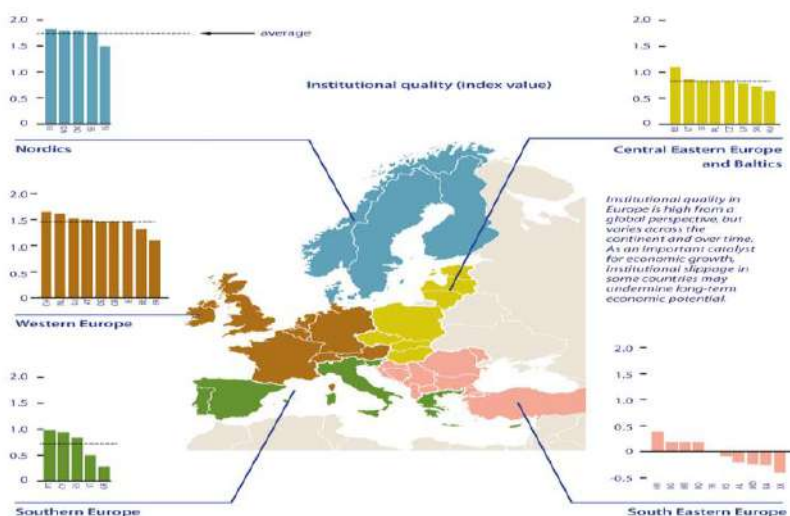 2.0
1.5
1.0
0.5
0
average
Nordics
Institutional quality (index value)
2.0
1.5
1.0
0.5
0
Central Eastern Europe
and Baltics
2.0
1.5
1.0
0.5
0
Western Europe
Institutional quality in
Europe is high from a
global perspective, but
varies across the
continent and over time.
As an important catalyst
for economic growth,
institutional slippage in
some countries may
undermine long-term
economic potential.
2.0
1.5
1.0
0.5
0
Southern Europe
2.0
1.5
1.0
0.5
0
-0.5
South Eastern Europe